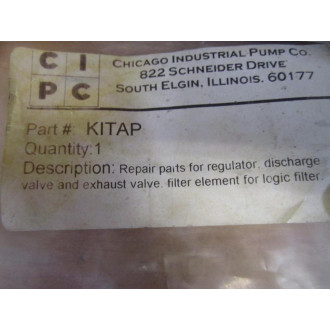 C I
P C
CHICAGO INDUSTRIAL PUMP CO.
822 SCHNEIDER DRIVE
SOUTH ELGIN, ILLINOIS. 60177
Part #: KITAP
Quantity:1
Description: Repair parts for regulator, discharge
valve and exhaust valve, filter element for logic filter